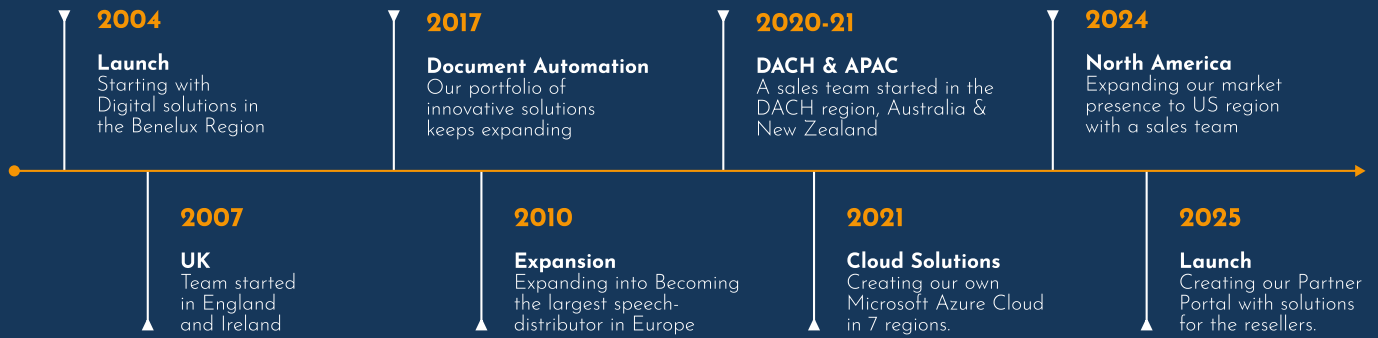 2004
Launch
Starting with
Digital solutions in
the Benelux Region
2007
UK
Team started
in England
and Ireland
2017
Document Automation
Our portfolio of
innovative solutions
keeps expanding
2010
Expansion
Expanding into Becoming
the largest speech-
distributor in Europe
2020-21
DACH & APAC
A sales team started in the
DACH region, Australia &
New Zealand
2021
Cloud Solutions
Creating our own
Microsoft Azure Cloud
in 7 regions.
2024
North America
Expanding our market
presence to US region
with a sales team
2025
Launch
Creating our Partner
Portal with solutions
for the resellers.